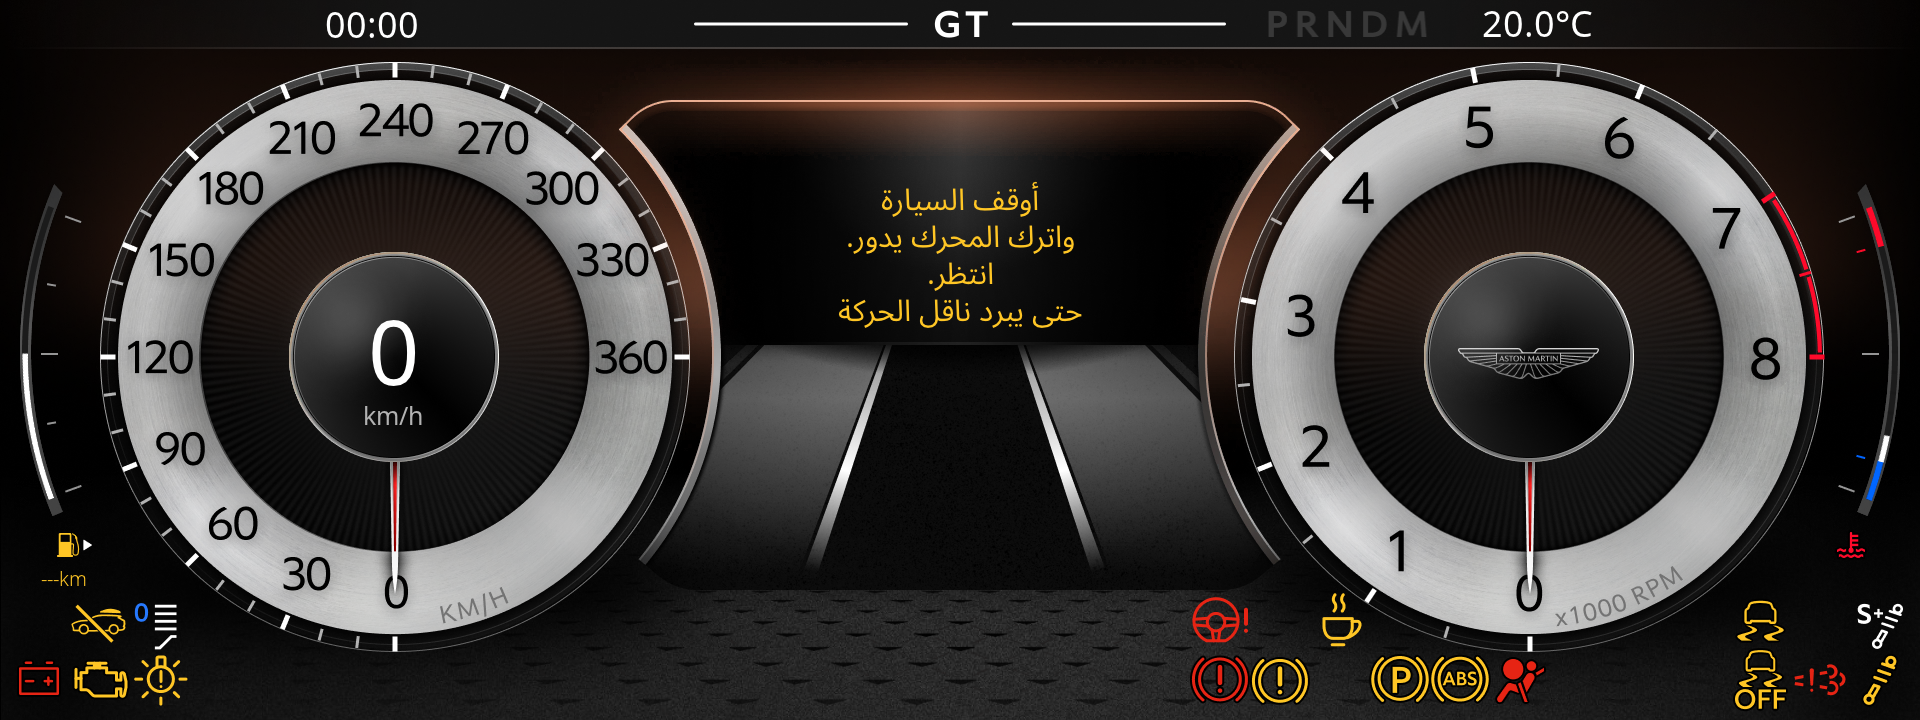 00:00
GT
PRNDM
20.0°C
أوقف السيارة
واترك المحرك يدور.
انتظر.
حتى يبرد ناقل الحركة
0
30
60
90
120
150
180
210
240
270
300
330
360
KM/H
0
km/h
0
1
2
3
4
5
6
7
8
x1000 RPM
ASTON MARTIN
---km
0
P
ABS
OFF
S+